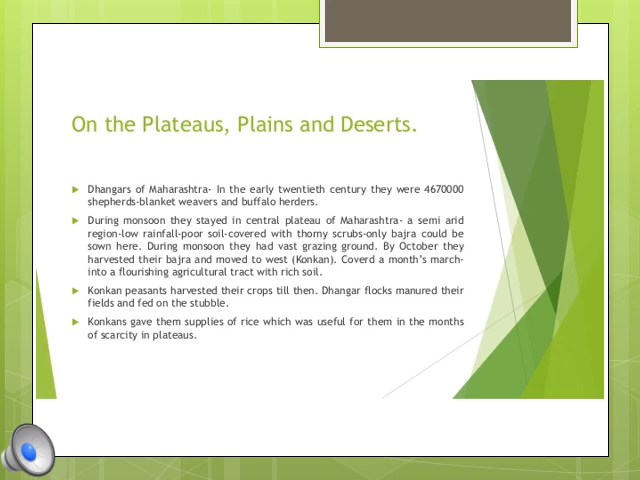 On the Plateaus, Plains and Deserts.
Dhangars of Maharashtra- In the early twentieth century they were 4670000
shepherds-blanket weavers and buffalo herders.
During monsoon they stayed in central plateau of Maharashtra- a semi arid
region-low rainfall-poor soil-covered with thorny scrubs-only bajra could be
sown here. During monsoon they had vast grazing ground. By October they
harvested their bajra and moved to west (Konkan). Coverd a month's march-
into a flourishing agricultural tract with rich soil.
Konkan peasants harvested their crops till then. Dhangar flocks manured their
fields and fed on the stubble.
Konkans gave them supplies of rice which was useful for them in the months
of scarcity in plateaus.